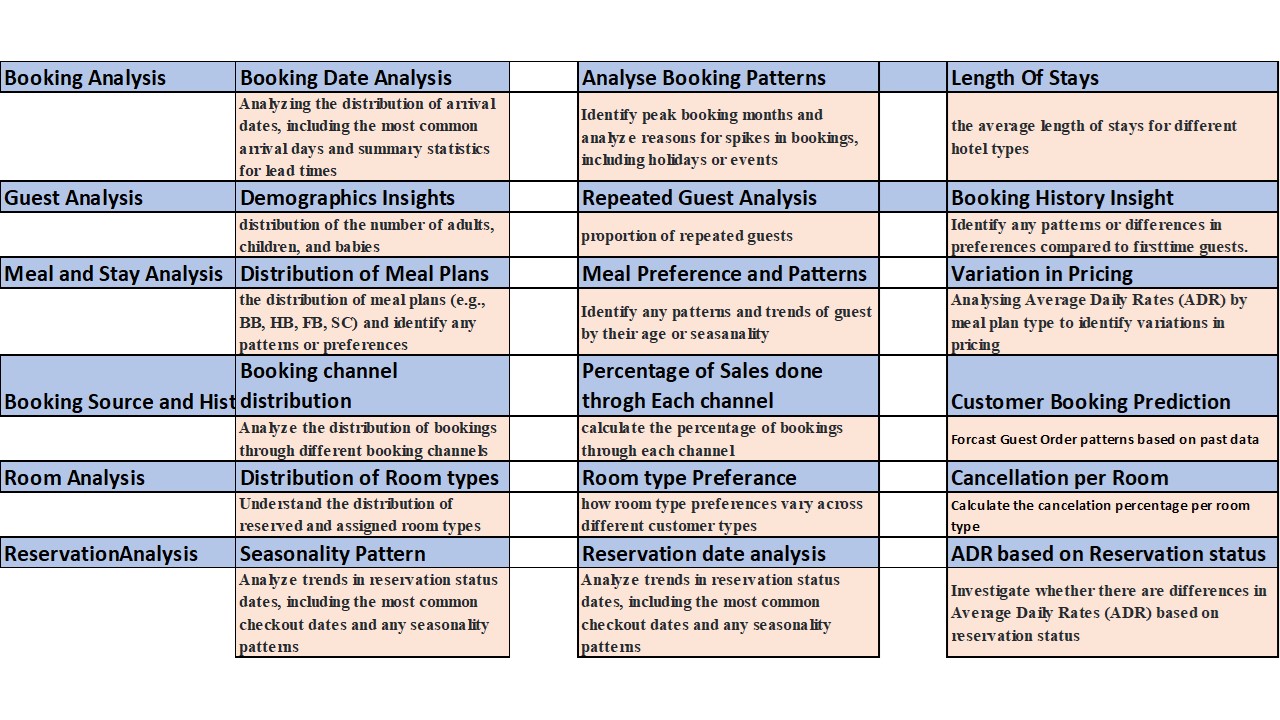 Booking Analysis
Booking Date Analysis
Analyse Booking Patterns
Length Of Stays
Analyzing the distribution of arrival
dates, including the most common
arrival days and summary statistics
for lead times
Identify peak booking months and
analyze reasons for spikes in bookings,
including holidays or events
the average length of stays for different
hotel types
Guest Analysis
Demographics Insights
Repeated Guest Analysis
Booking History Insight
distribution of the number of adults,
children, and babies
proportion of repeated guests
Identify any patterns or differences in
preferences compared to firsttime guests.
Meal and Stay Analysis
Distribution of Meal Plans
Meal Preference and Patterns
Variation in Pricing
the distribution of meal plans (e.g.,
BB, HB, FB, SC) and identify any
patterns or preferences
Identify any patterns and trends of guest
by their age or seasanality
Analysing Average Daily Rates (ADR) by
meal plan type to identify variations in
pricing
Booking Source and Hist
Booking channel
distribution
Percentage of Sales done
throgh Each channel
Customer Booking Prediction
Analyze the distribution of bookings
through different booking channels
calculate the percentage of bookings
through each channel
Forcast Guest Order patterns based on past data
Room Analysis
Distribution of Room types
Room type Preferance
Cancellation per Room
Understand the distribution of
reserved and assigned room types
how room type preferences vary across
different customer types
Calculate the cancelation percentage per room
type
ReservationAnalysis
Seasonality Pattern
Reservation date analysis
ADR based on Reservation status
Analyze trends in reservation status
dates, including the most common
checkout dates and any seasonality
patterns
Analyze trends in reservation status
dates, including the most common
checkout dates and any seasonality
patterns
Investigate whether there are differences in
Average Daily Rates (ADR) based on
reservation status